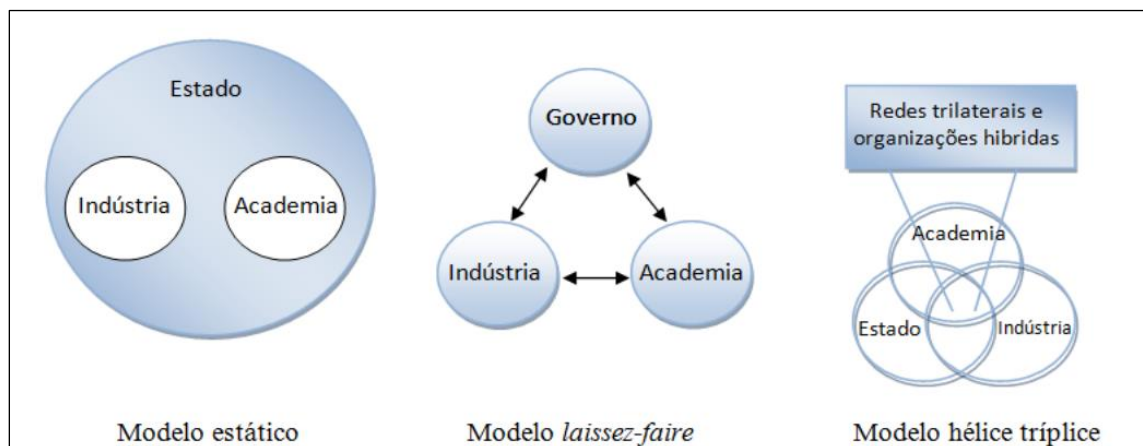 Estado
Indústria
Academia
Modelo estático
Governo
Indústria
Academia
Modelo laissez-faire
Redes trilaterais e
organizações hibridas
Academia
Estado
Indústria
Modelo hélice tríplice